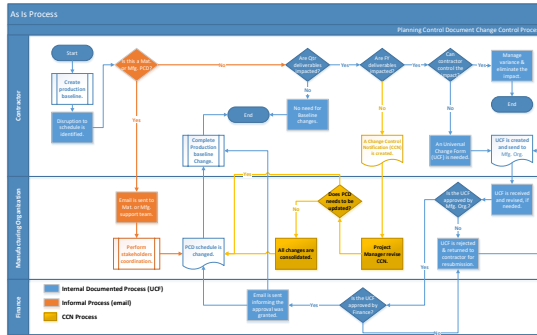 As Is Process
Planning Control Document Change Control Proce
Contractor
Start
Create
production
baseline.
Disruption to
schedule is
identified.
Is this a Mat.
or Mfg. PCD?
No
Yes
Are Qtr
deliverables
impacted?
Yes
No
No need for
Baseline
changes.
End
Are FY
deliverables
impacted?
Yes
No
Can
contractor
control the
impact?
Yes
No
Manage
variance &
eliminate the
impact.
End
Complete
Production
baseline
Change.
A Change Control
Notification (CCN)
is created.
An Universal
Change Form
(UCF) is needed.
UCF is created
and send to
Mfg. Org.
Manufacturing Organization
Email is sent to
Mat. or Mfg.
support team.
Perform
stakeholders
coordination.
PCD schedule is
changed.
Yes
Yes
Does PCD
needs to be
updated?
No
All changes are
consolidated.
Project
Manager revise
CCN.
Is the UCF
approved by
Mfg. Org?
Yes
No
UCF is received
and revised, if
needed.
UCF is rejected
& returned to
contractor for
resubmission.
Finance
Internal Documented Process (UCF)
Informal Process (email)
CCN Process
Email is sent
informing the
approval was
granted.
Yes
Is the UCF
approved by
Finance?
No